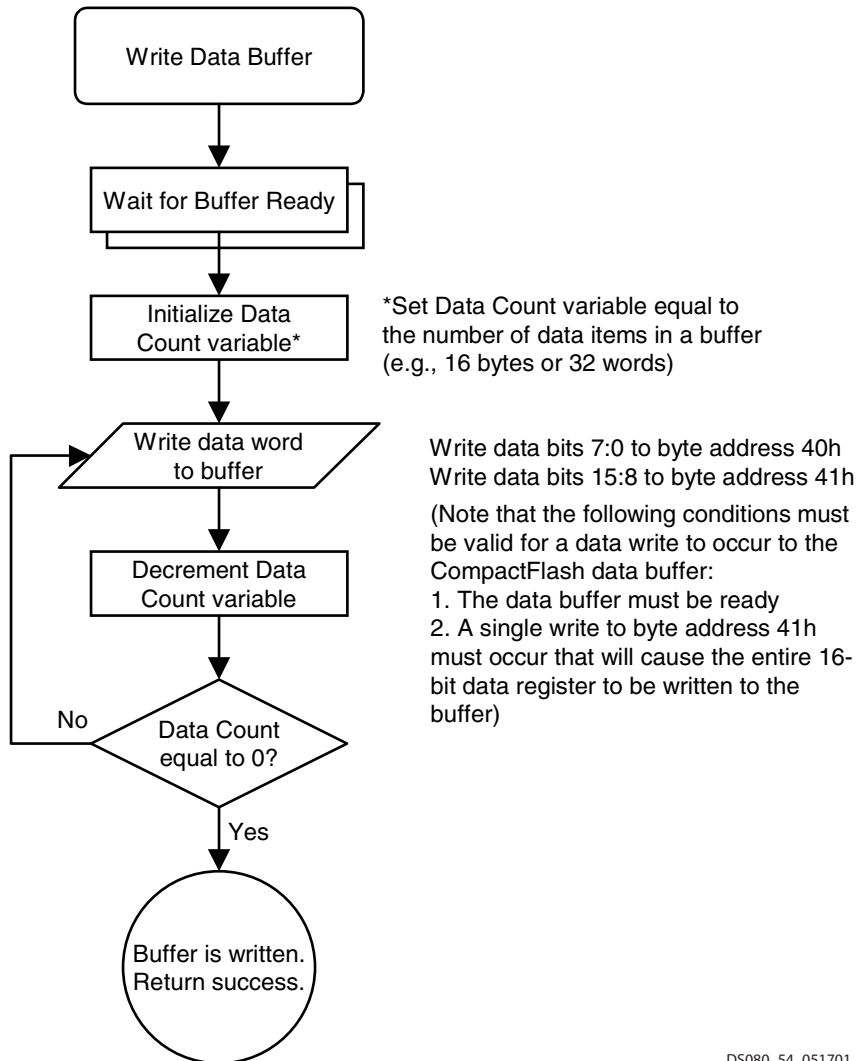 Write Data Buffer
Wait for Buffer Ready
Initialize Data
Count variable*
*Set Data Count variable equal to
the number of data items in a buffer
(e.g., 16 bytes or 32 words)
Write data word
to buffer
Write data bits 7:0 to byte address 40h
Write data bits 15:8 to byte address 41h
(Note that the following conditions must
be valid for a data write to occur to the
CompactFlash data buffer:
1. The data buffer must be ready
2. A single write to byte address 41h
must occur that will cause the entire 16-
bit data register to be written to the
buffer)
Decrement Data
Count variable
No
Data Count
equal to 0?
Yes
Buffer is written.
Return success.
DS080_54_051701